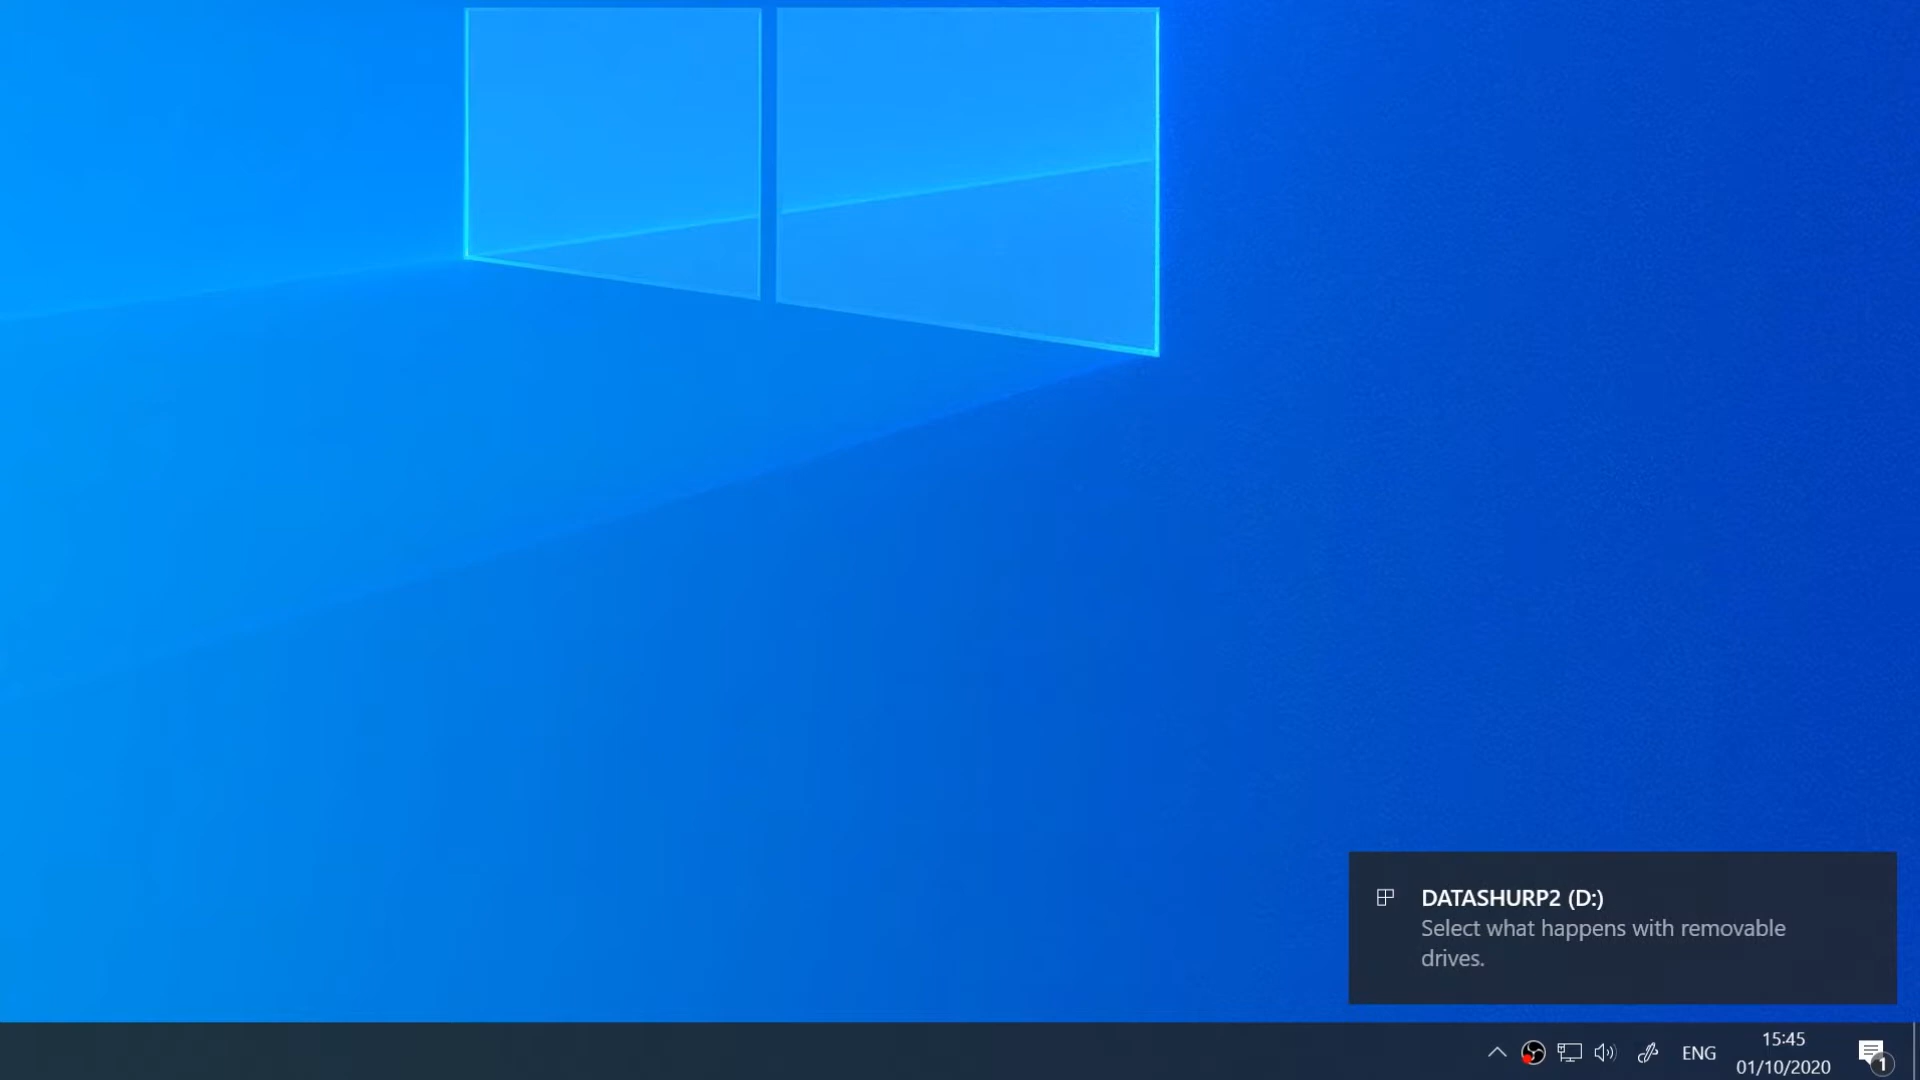 DATASHURP2 (D:)
Select what happens with removable
drives.
ENG
15:45
01/10/2020
1